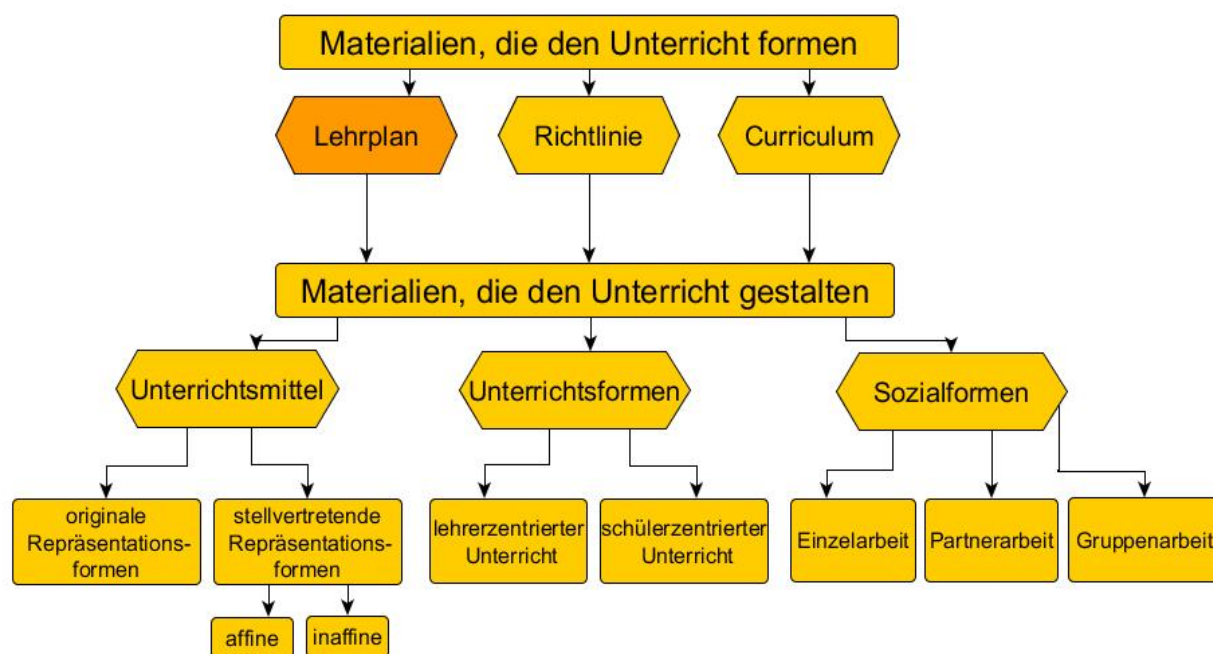 Materialien, die den Unterricht formen
Lehrplan
Richtlinie
Curriculum
Materialien, die den Unterricht gestalten
Unterrichtsmittel
Unterrichtsformen
Sozialformen
originale
Repräsentations-
formen
stellvertretende
Repräsentations-
formen
lehrerzentrierter
Unterricht
schülerzentrierter
Unterricht
Einzelarbeit
Partnerarbeit
Gruppenarbeit
affine
inaffine